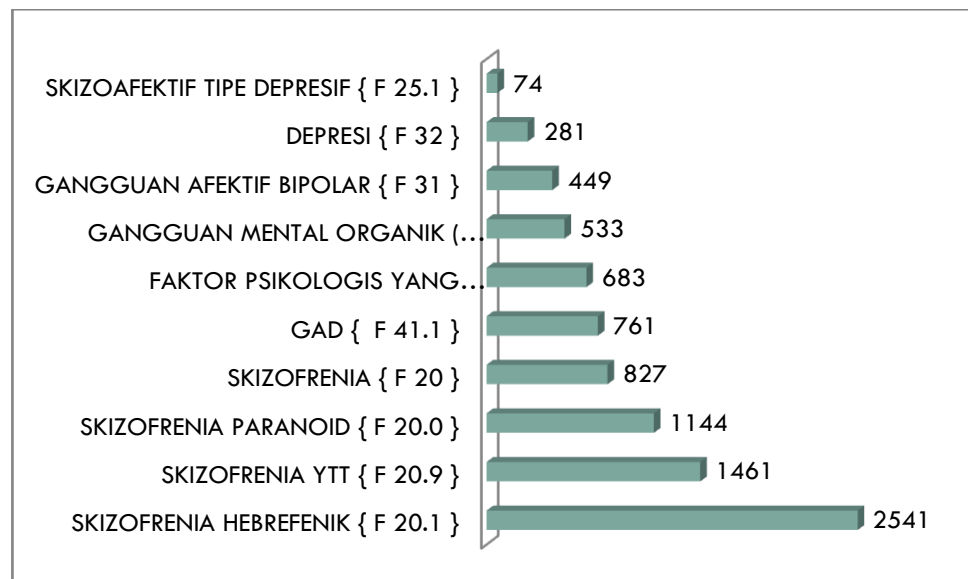 SKIZOAFEKTIF TIPE DEPRESIF { F 25.1 } 74
DEPRESI { F 32 } 281
GANGGUAN AFEKTIF BIPOLAR { F 31 } 449
GANGGUAN MENTAL ORGANIK (… 533
FAKTOR PSIKOLOGIS YANG… 683
GAD { F 41.1 } 761
SKIZOFRENIA { F 20 } 827
SKIZOFRENIA PARANOID { F 20.0 } 1144
SKIZOFRENIA YTT { F 20.9 } 1461
SKIZOFRENIA HEBREFENIK { F 20.1 } 2541